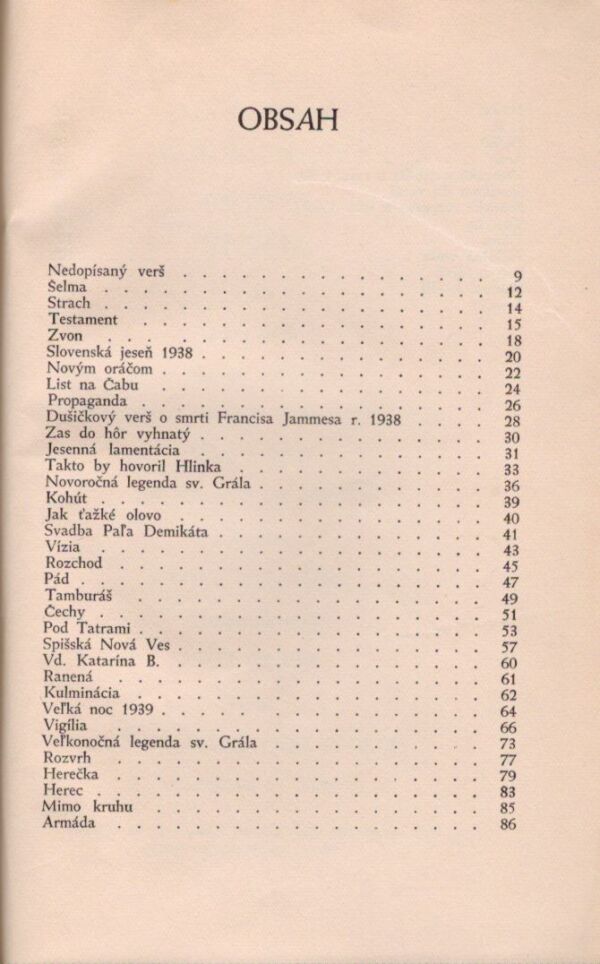 OBSAH
Nedopísaný verš . . . . . . . . . . . . . . . . 9
Šelma . . . . . . . . . . . . . . . . 12
Strach . . . . . . . . . . . . . . . . 14
Testament . . . . . . . . . . . . . . . . 15
Zvon . . . . . . . . . . . . . . . . 18
Slovenská jeseň 1938 . . . . . . . . . . . . . . . . 20
Novým oráčom . . . . . . . . . . . . . . . . 22
List na Čabu . . . . . . . . . . . . . . . . 24
Propaganda . . . . . . . . . . . . . . . . 26
Dušičkový verš o smrti Francisa Jammesa r. 1938 . . . . . 28
Zas do hôr vyhnatý . . . . . . . . . . . . . . . . 30
Jesenná lamentácia . . . . . . . . . . . . . . . . 31
Takto by hovoril Hlinka . . . . . . . . . . . . . . . . 33
Novoročná legenda sv. Grála . . . . . . . . . . . . . . . . 36
Kohút . . . . . . . . . . . . . . . . 39
Jak ťažké olovo . . . . . . . . . . . . . . . . 40
Svadba Paľa Demikáta . . . . . . . . . . . . . . . . 41
Vízia . . . . . . . . . . . . . . . . 43
Rozchod . . . . . . . . . . . . . . . . 45
Pád . . . . . . . . . . . . . . . . 47
Tamburáš . . . . . . . . . . . . . . . . 49
Čechy . . . . . . . . . . . . . . . . 51
Pod Tatrami . . . . . . . . . . . . . . . . 53
Spišská Nová Ves . . . . . . . . . . . . . . . . 57
Vd. Katarína B. . . . . . . . . . . . . . . . . 60
Ranená . . . . . . . . . . . . . . . . 61
Kulminácia . . . . . . . . . . . . . . . . 62
Veľká noc 1939 . . . . . . . . . . . . . . . . 64
Vigília . . . . . . . . . . . . . . . . 66
Veľkonočná legenda sv. Grála . . . . . . . . . . . . . . . . 73
Rozvrh . . . . . . . . . . . . . . . . 77
Herečka . . . . . . . . . . . . . . . . 79
Herec . . . . . . . . . . . . . . . . 83
Mimo kruhu . . . . . . . . . . . . . . . . 85
Armáda . . . . . . . . . . . . . . . . 86